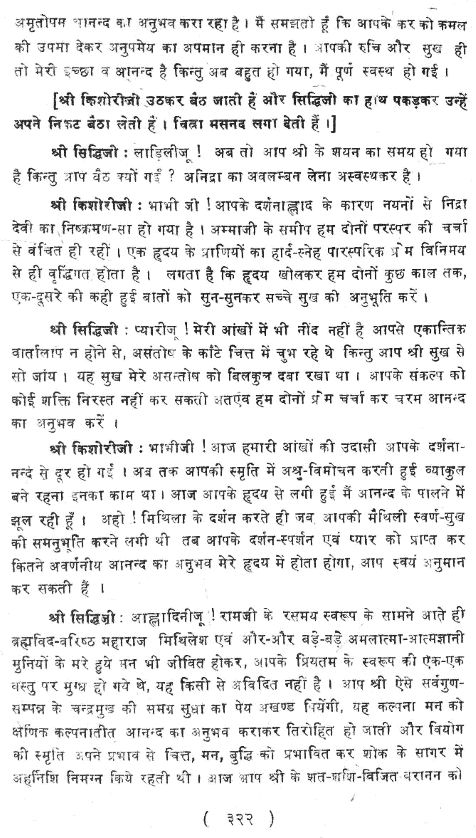 अमृतोपम आनन्द का अनुभव करा रहा है । मैं समझतो हूँ कि आपके कर को कमल
की उपमा देकर अनुपमेय का अपमान ही करना है । आपकी रुचि और सुख ही
तो मेरी इच्छा व आनन्द है किन्तु अब बहुत हो गया, मैं पूर्ण स्वस्थ हो गई ।
[श्री किशोरीजी उठकर बैठ जाती हैं और सिद्धिजी का हाथ पकड़कर उन्हें
अपने निकट बैठा लेती हैं । चित्रा मसनद लगा देती हैं ।]
श्री सिद्धिजी : लाड़िलीजू ! अब तो आप श्री के शयन का समय हो गया
है किन्तु आप बैठ क्यों गईं ? अनिद्रा का अवलम्बन लेना अस्वस्थकर है ।
श्री किशोरीजी : भाभी जी ! आपके दर्शनाह्लाद के कारण नयनों से निद्रा
देवी का निष्क्रमण-सा हो गया है । अम्माजी के समीप हम दोनों परस्पर की चर्चा
से वंचित ही रहीं । एक हृदय के प्राणियों का हार्द-स्नेह पारस्परिक प्रेम विनिमय
से ही वृद्धिगत होता है । लगता है कि हृदय खोलकर हम दोनों कुछ काल तक,
एक-दूसरे की कही हुई बातों को सुन-सुनकर सच्चे सुख की अनुभूति करें ।
श्री सिद्धिजी : प्यारीजू ! मेरी आंखों में भी नींद नहीं है आपसे एकान्तिक
वार्तालाप न होने से, असंतोष के काँटे चित्त में चुभ रहे थे किन्तु आप श्री सुख से
सो जांय । यह सुख मेरे असन्तोष को बिलकुल दबा रखा था । आपके संकल्प को
कोई शक्ति निरस्त नहीं कर सकती अतएव हम दोनों प्रेम चर्चा कर चरम आनन्द
का अनुभव करें ।
श्री किशोरीजी : भाभीजी ! आज हमारी आंखों की उदासी आपके दर्शना-
नन्द से दूर हो गई । अब तक आपकी स्मृति में अश्रु-विमोचन करती हुई व्याकुल
बने रहना इनका काम था । आज आपके हृदय से लगी हुई मैं आनन्द के पालने में
झूल रही हूँ । अहो ! मिथिला के दर्शन करते ही जब आपकी मैथिली स्वर्ण-सुख
की समनुभूति करने लगी थी तब आपके दर्शन-स्पर्शन एवं प्यार को प्राप्त कर
कितने अवर्णनीय आनन्द का अनुभव मेरे हृदय में होता होगा, आप स्वयं अनुमान
कर सकती हैं ।
श्री सिद्धिजी : आह्लादिनीजू ! रामजी के रसमय स्वरूप के सामने आते ही
ब्रह्मविद-वरिष्ठ महाराज मिथिलेश एवं और-और बड़े-बड़े अमलात्मा-आत्मज्ञानी
मुनियों के मरे हुये मन भी जीवित होकर, आपके प्रियतम के स्वरूप की एक-एक
वस्तु पर मुग्ध हो गये थे, यह किसी से अविदित नहीं है । आप श्री ऐसे सर्वगुण-
सम्पन्न के चन्द्रमुख की समग्र सुधा का पेय अखण्ड पियेंगी, यह कल्पना मन को
क्षणिक कल्पनातीत आनन्द का अनुभव कराकर तिरोहित हो जाती और वियोग
की स्मृति अपने प्रभाव से चित्त, मन, बुद्धि को प्रभावित कर शोक के सागर में
अहर्निशि निमग्न किये रहती थी । आज आप श्री के शत-शशि-विजित वरानन को
( ३२२ )